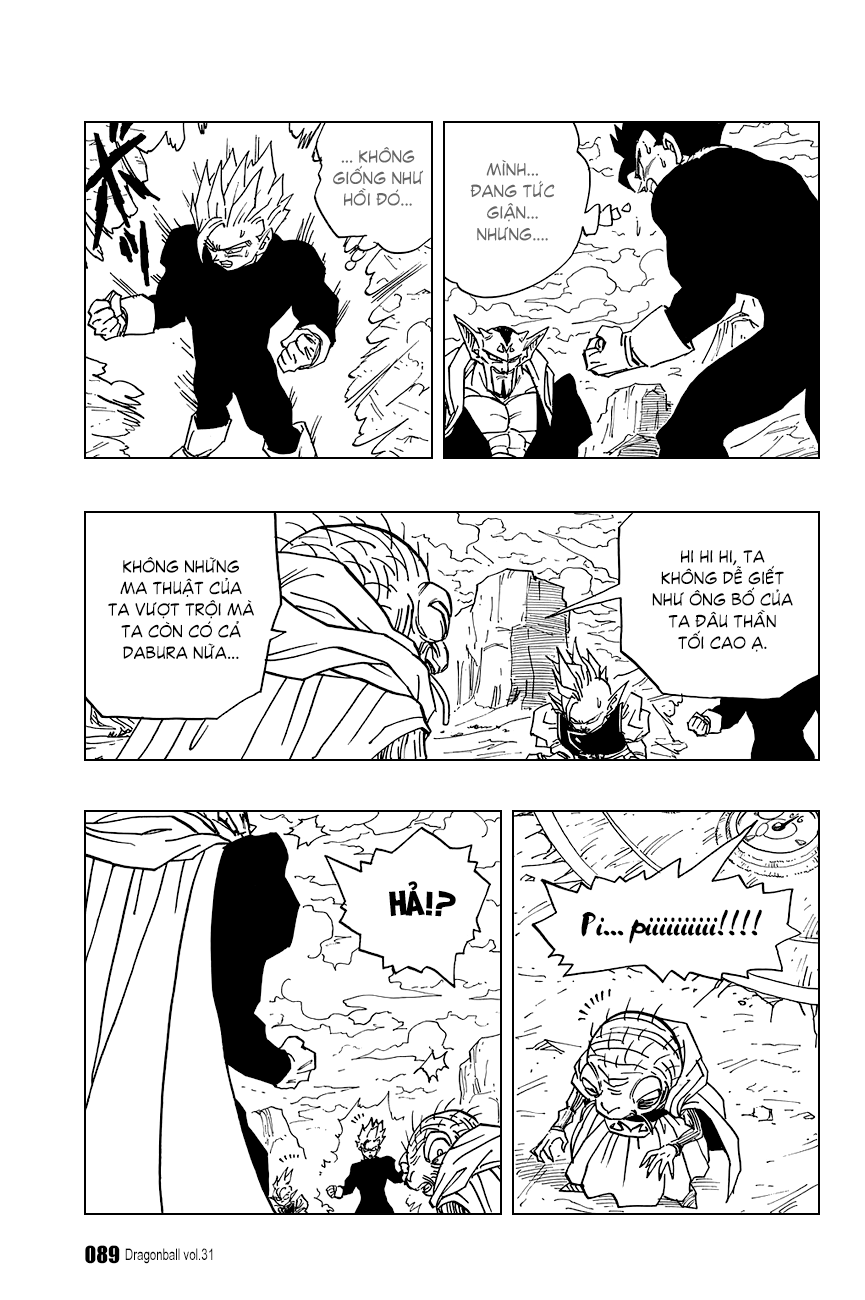 MÌNH...
ĐANG TỨC
GIẬN...
NHƯNG....
... KHÔNG
GIỐNG NHƯ
HỒI ĐÓ...
HI HI HI, TA
KHÔNG DỄ GIẾT
NHƯ ÔNG BỐ CỦA
TA ĐÂU THẦN
TỐI CAO Ạ.
KHÔNG NHỮNG
MA THUẬT CỦA
TA VƯỢT TRỘI MÀ
TA CÒN CÓ CẢ
DABURA NỮA...
Pi... piiiiiiiiiii!!!!
HẢ!?
089 Dragonball vol.31